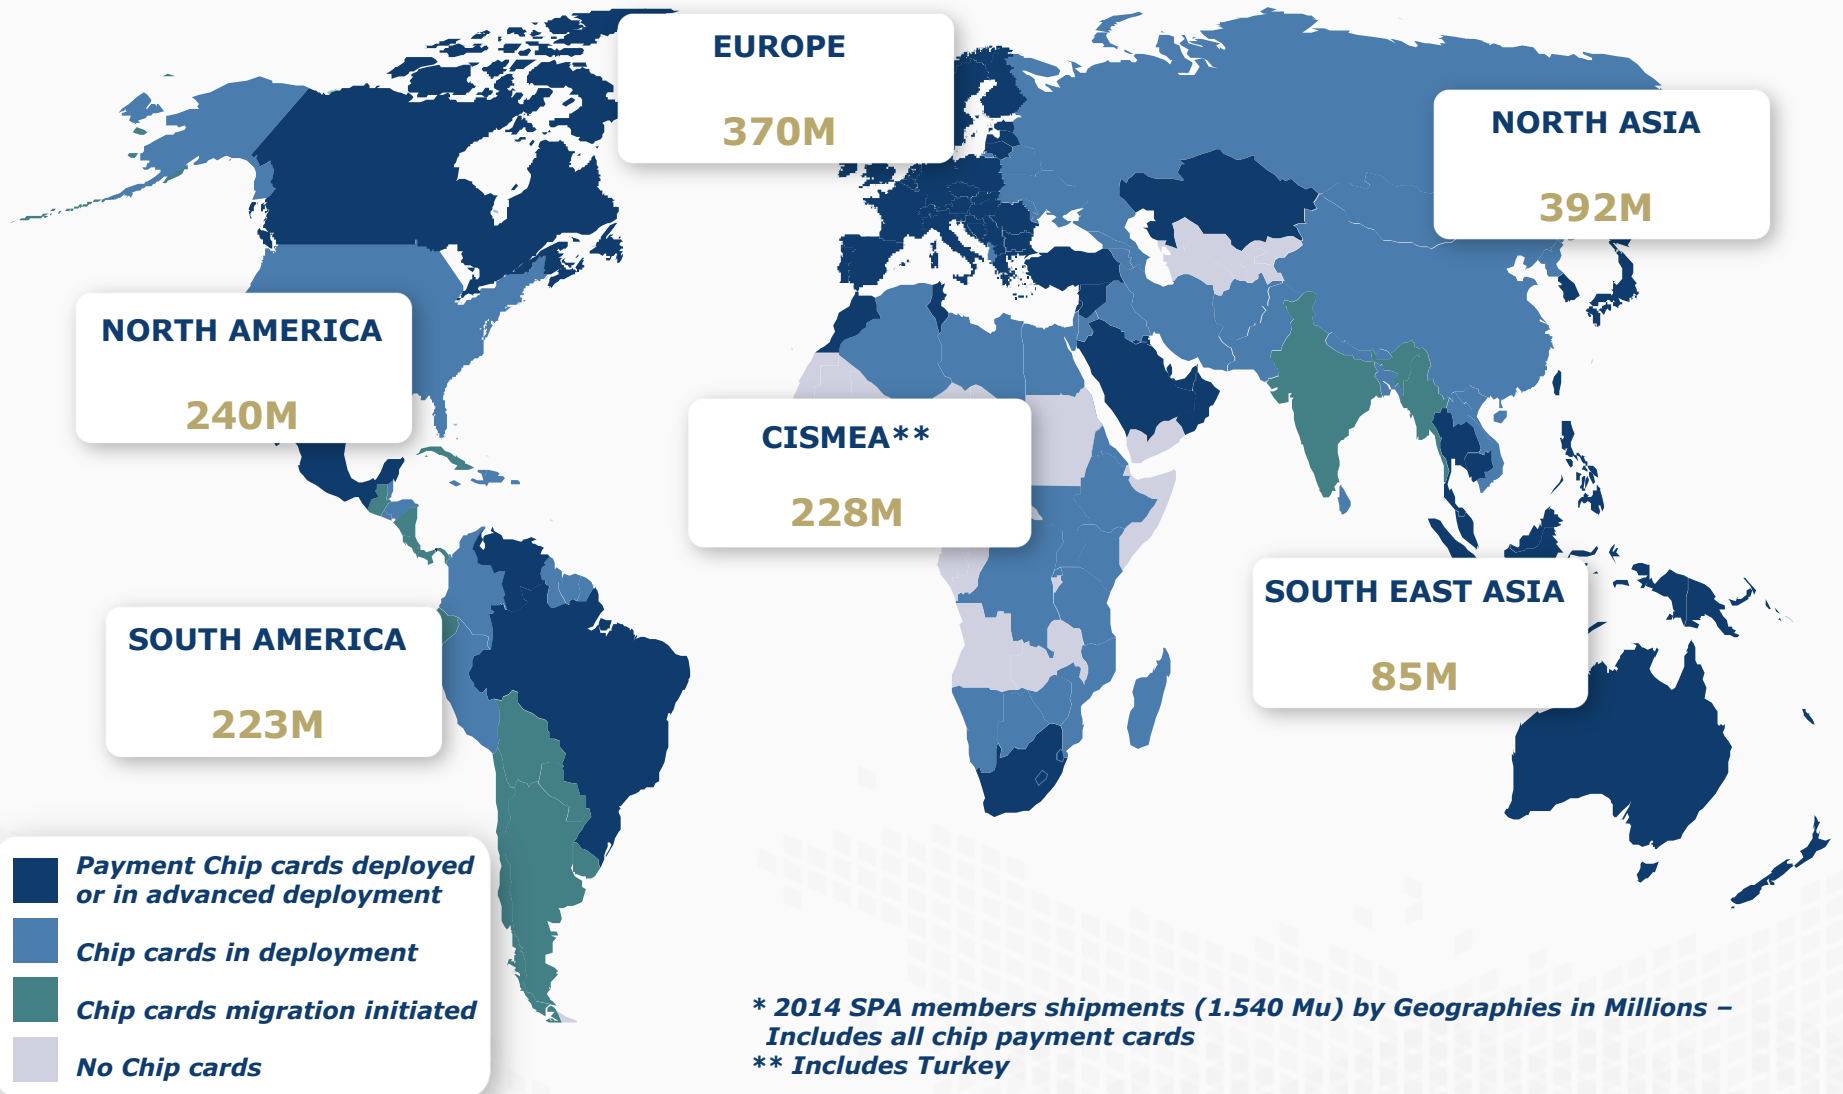 EUROPE
370M
NORTH ASIA
392M
NORTH AMERICA
240M
CISMEA**
228M
SOUTH EAST ASIA
85M
SOUTH AMERICA
223M
Payment Chip cards deployed
or in advanced deployment
Chip cards in deployment
Chip cards migration initiated
No Chip cards
* 2014 SPA members shipments (1.540 Mu) by Geographies in Millions –
Includes all chip payment cards
** Includes Turkey